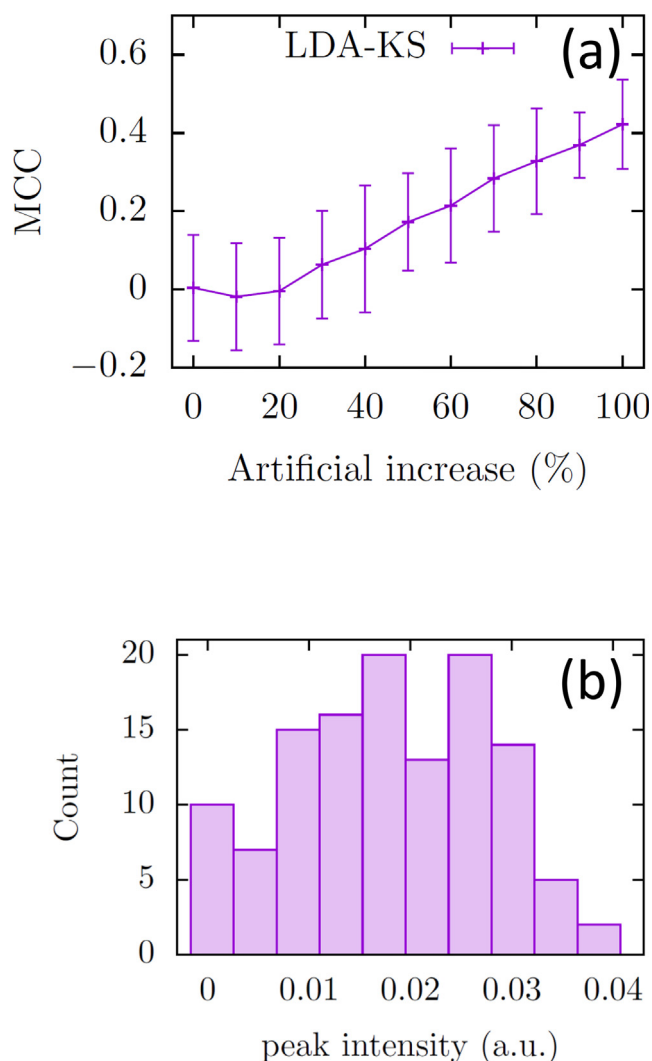 LDA-KS
(a)
0.6
0.4
0.2
0
−0.2
MCC
0 20 40 60 80 100
Artificial increase (%)
(b)
20
15
10
5
0
Count
0 0.01 0.02 0.03 0.04
peak intensity (a.u.)